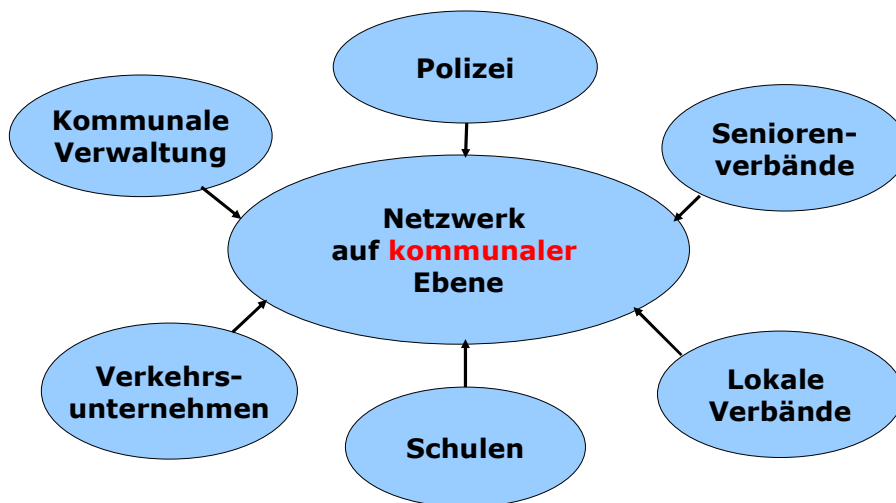 Polizei
Kommunale
Verwaltung
Senioren-
verbände
Netzwerk
auf kommunaler
Ebene
Verkehrs-
unternehmen
Lokale
Verbände
Schulen